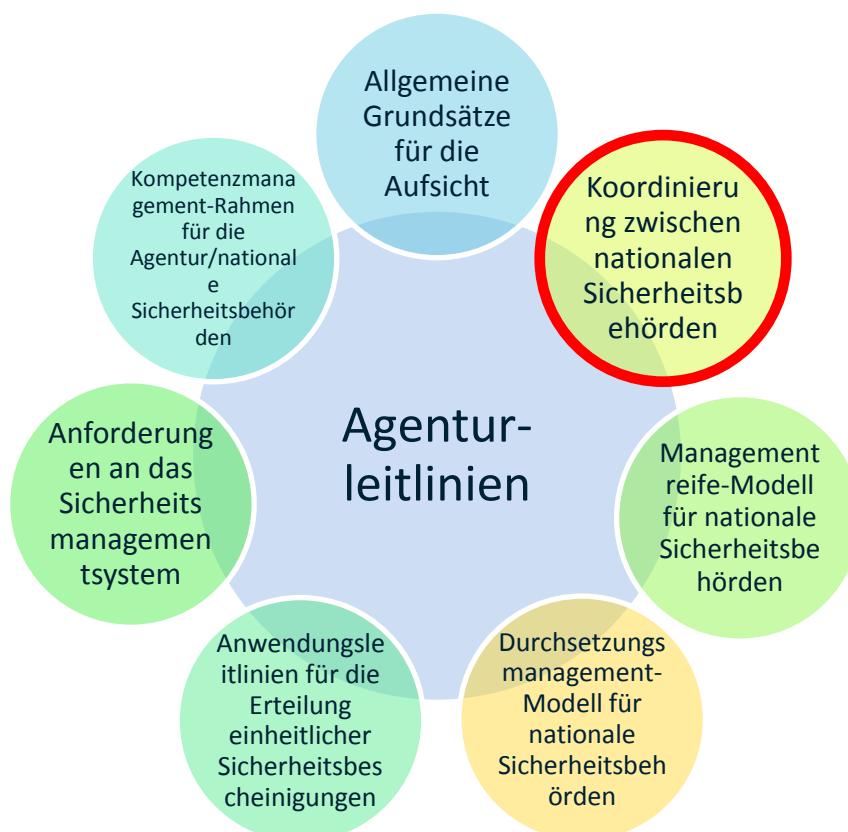 Allgemeine
Grundsätze
für die
Aufsicht
Koordinieru
ng zwischen
nationalen
Sicherheitsb
ehörden
Management
reife-Modell
für nationale
Sicherheitsbe
hörden
Durchsetzungs
management-
Modell für
nationale
Sicherheitsbeh
örden
Anwendungsle
itlinien für die
Erteilung
einheitlicher
Sicherheitsbes
cheinigungen
Anforderung
en an das
Sicherheits
managemen
tsystem
Kompetenzmana
gement-Rahmen
für die
Agentur/national
e
Sicherheitsbehör
den
Agentur-
leitlinien